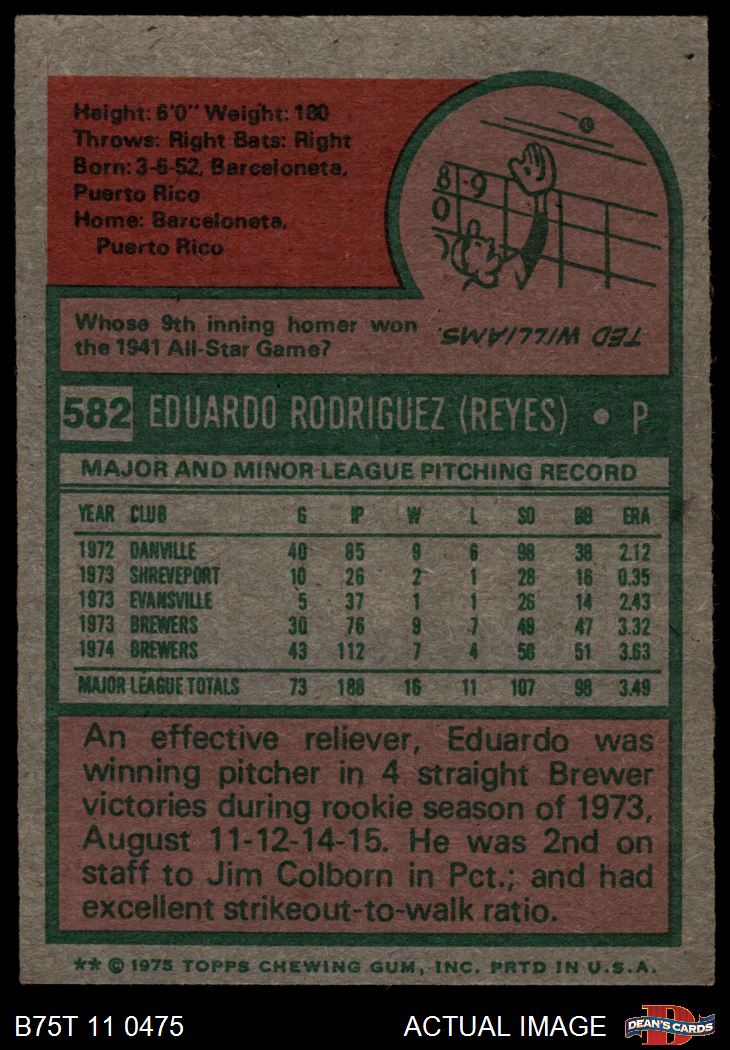 Height: 6'0" Weight: 180
Throws: Right Bats: Right
Born: 3-6-52, Barceloneta,
Puerto Rico
Home: Barceloneta,
Puerto Rico
8 9
0
Whose 9th inning homer won
the 1941 All-Star Game?
TED WILLIAMS.
582 EDUARDO RODRIGUEZ (REYES) • P
MAJOR AND MINOR LEAGUE PITCHING RECORD
YEAR CLUB G IP W L SO BB ERA
1972 DANVILLE 40 85 9 6 98 38 2.12
1973 SHREVEPORT 10 26 2 1 28 16 0.35
1973 EVANSVILLE 5 37 1 1 26 14 2.43
1973 BREWERS 30 76 9 7 49 47 3.32
1974 BREWERS 43 112 7 4 58 51 3.63
MAJOR LEAGUE TOTALS 73 188 16 11 107 98 3.49
An effective reliever, Eduardo was
winning pitcher in 4 straight Brewer
victories during rookie season of 1973,
August 11-12-14-15. He was 2nd on
staff to Jim Colborn in Pct.; and had
excellent strikeout-to-walk ratio.
** © 1975 TOPPS CHEWING GUM, INC. PRTD IN U.S.A.
B75T 11 0475 ACTUAL IMAGE D DEAN'S CARDS